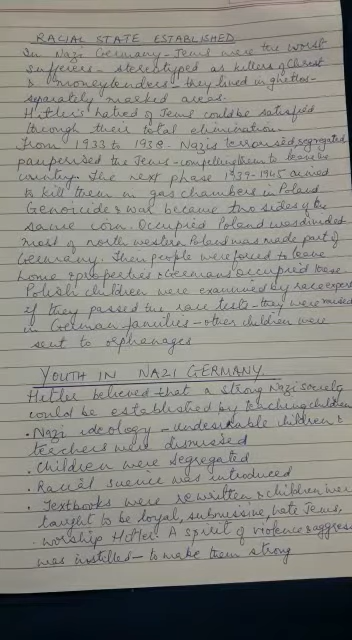 RACIAL STATE ESTABLISHED
In Nazi Germany - Jews were the worst
sufferers - stereotyped as killers of Christ
& moneylenders - they lived in ghettos -
separately marked areas.
Hitler's hatred of Jews could be satisfied
through their total elimination.
From 1933 to 1938 - Nazis terrorised, segregated
pauperised the Jews - compelling them to leave the
country. The next phase 1939-1945 aimed
to kill them in gas chambers in Poland
Genoicide & war became two sides of the
same coin. Occupied Poland was divided
most of north western Poland was made part of
Germany. Then people were forced to leave
home & properties & Germans occupied
Polish children were examined by race expert
if they passed the race tests - they were raised
in German families - other children were
sent to orphanages
YOUTH IN NAZI GERMANY
Hitler believed that a strong Nazi society
could be established by teaching children
• Nazi ideology - undesirable children &
teachers were dismissed
• Children were segregated
• Racial science was introduced
• Textbooks were rewritten & children were
taught to be loyal, submissive, hate Jews,
• worship Hitler. A spirit of violence & aggress
was instilled - to make them strong